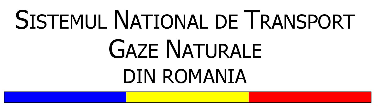 SISTEMUL NATIONAL DE TRANSPORT
GAZE NATURALE
DIN ROMANIA